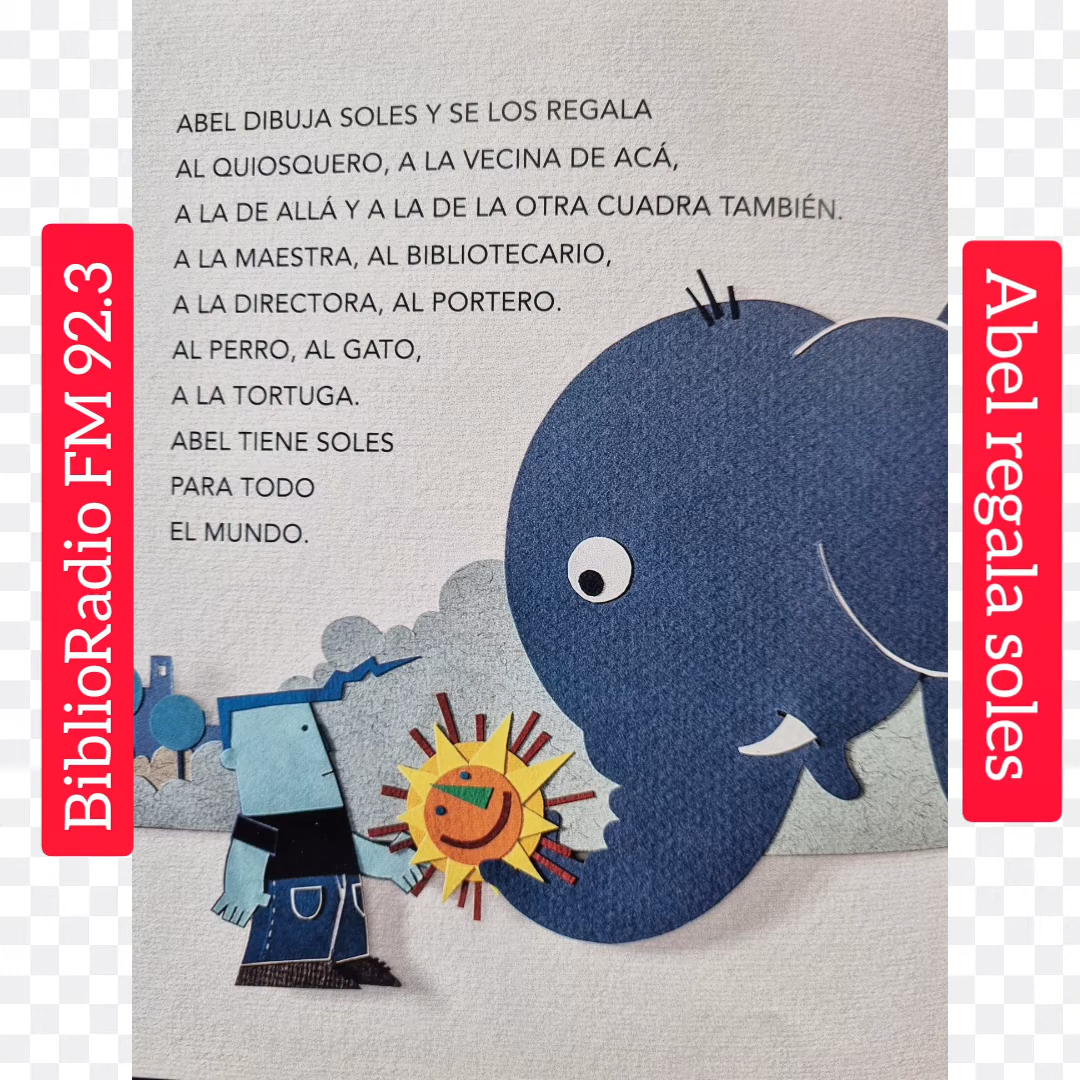 ABEL DIBUJA SOLES Y SE LOS REGALA
AL QUIOSQUERO, A LA VECINA DE ACÁ,
A LA DE ALLÁ Y A LA DE LA OTRA CUADRA TAMBIÉN.
A LA MAESTRA, AL BIBLIOTECARIO,
A LA DIRECTORA, AL PORTERO.
AL PERRO, AL GATO,
A LA TORTUGA.
ABEL TIENE SOLES
PARA TODO
EL MUNDO.
BiblioRadio FM 92.3
Abel regala soles